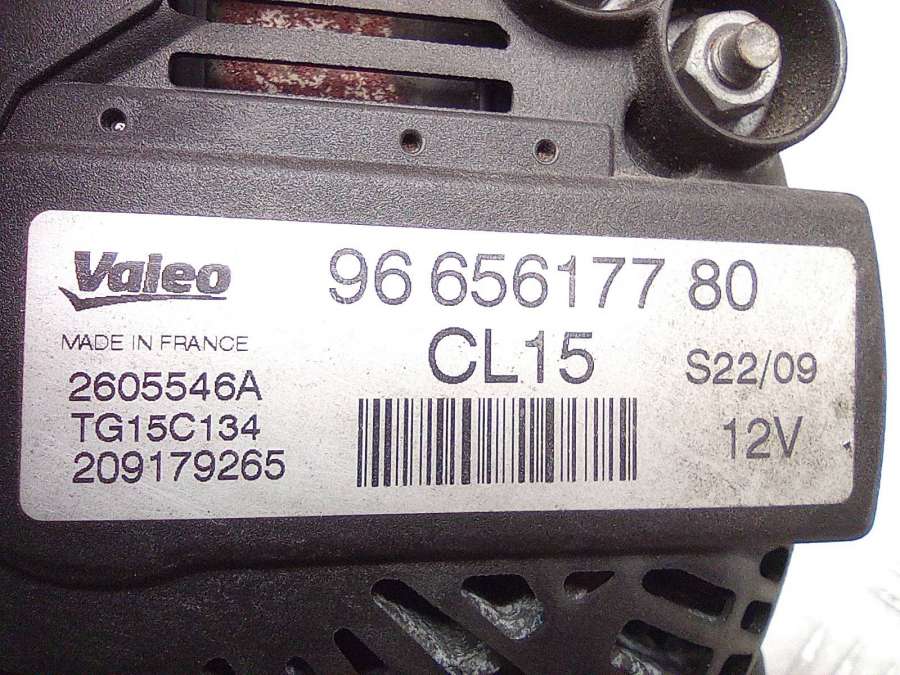 Valeo
96 656177 80
MADE IN FRANCE
CL15
S22/09
2605546A
TG15C134
12V
209179265